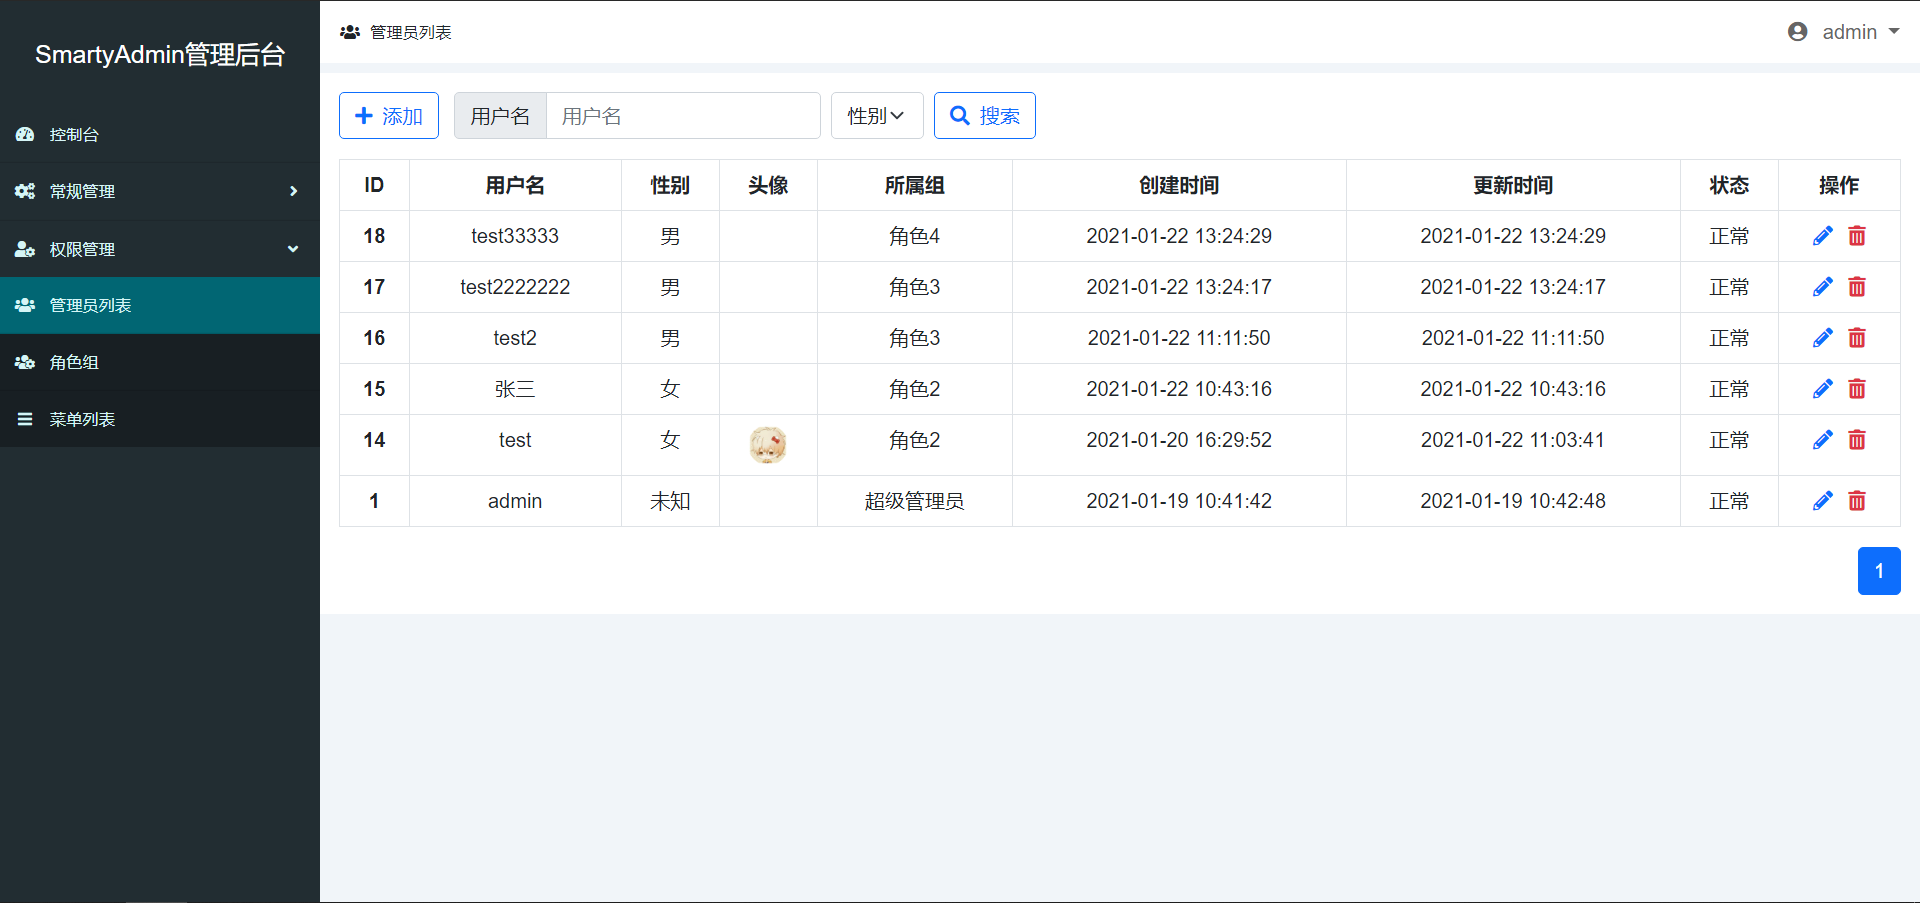 SmartyAdmin管理后台
控制台
常规管理
权限管理
管理员列表
角色组
菜单列表
管理员列表
admin
添加 用户名 用户名 性别 搜索
ID 用户名 性别 头像 所属组 创建时间 更新时间 状态 操作
18 test33333 男 角色4 2021-01-22 13:24:29 2021-01-22 13:24:29 正常
17 test2222222 男 角色3 2021-01-22 13:24:17 2021-01-22 13:24:17 正常
16 test2 男 角色3 2021-01-22 11:11:50 2021-01-22 11:11:50 正常
15 张三 女 角色2 2021-01-22 10:43:16 2021-01-22 10:43:16 正常
14 test 女 角色2 2021-01-20 16:29:52 2021-01-22 11:03:41 正常
1 admin 未知 超级管理员 2021-01-19 10:41:42 2021-01-19 10:42:48 正常
1